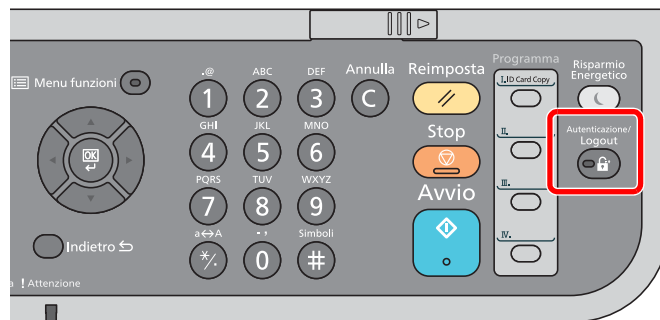 Menu funzioni
OK
Indietro
a ! Attenzione
.@
ABC
DEF
Annulla
1
2
3
C
GHI
JKL
MNO
4
5
6
PQRS
TUV
WXYZ
7
8
9
a↔A
- ,
Simboli
*/.
0
#
Reimposta
Stop
Avvio
Programma
I. ID Card Copy
II.
III.
IV.
Risparmio
Energetico
Autenticazione/
Logout